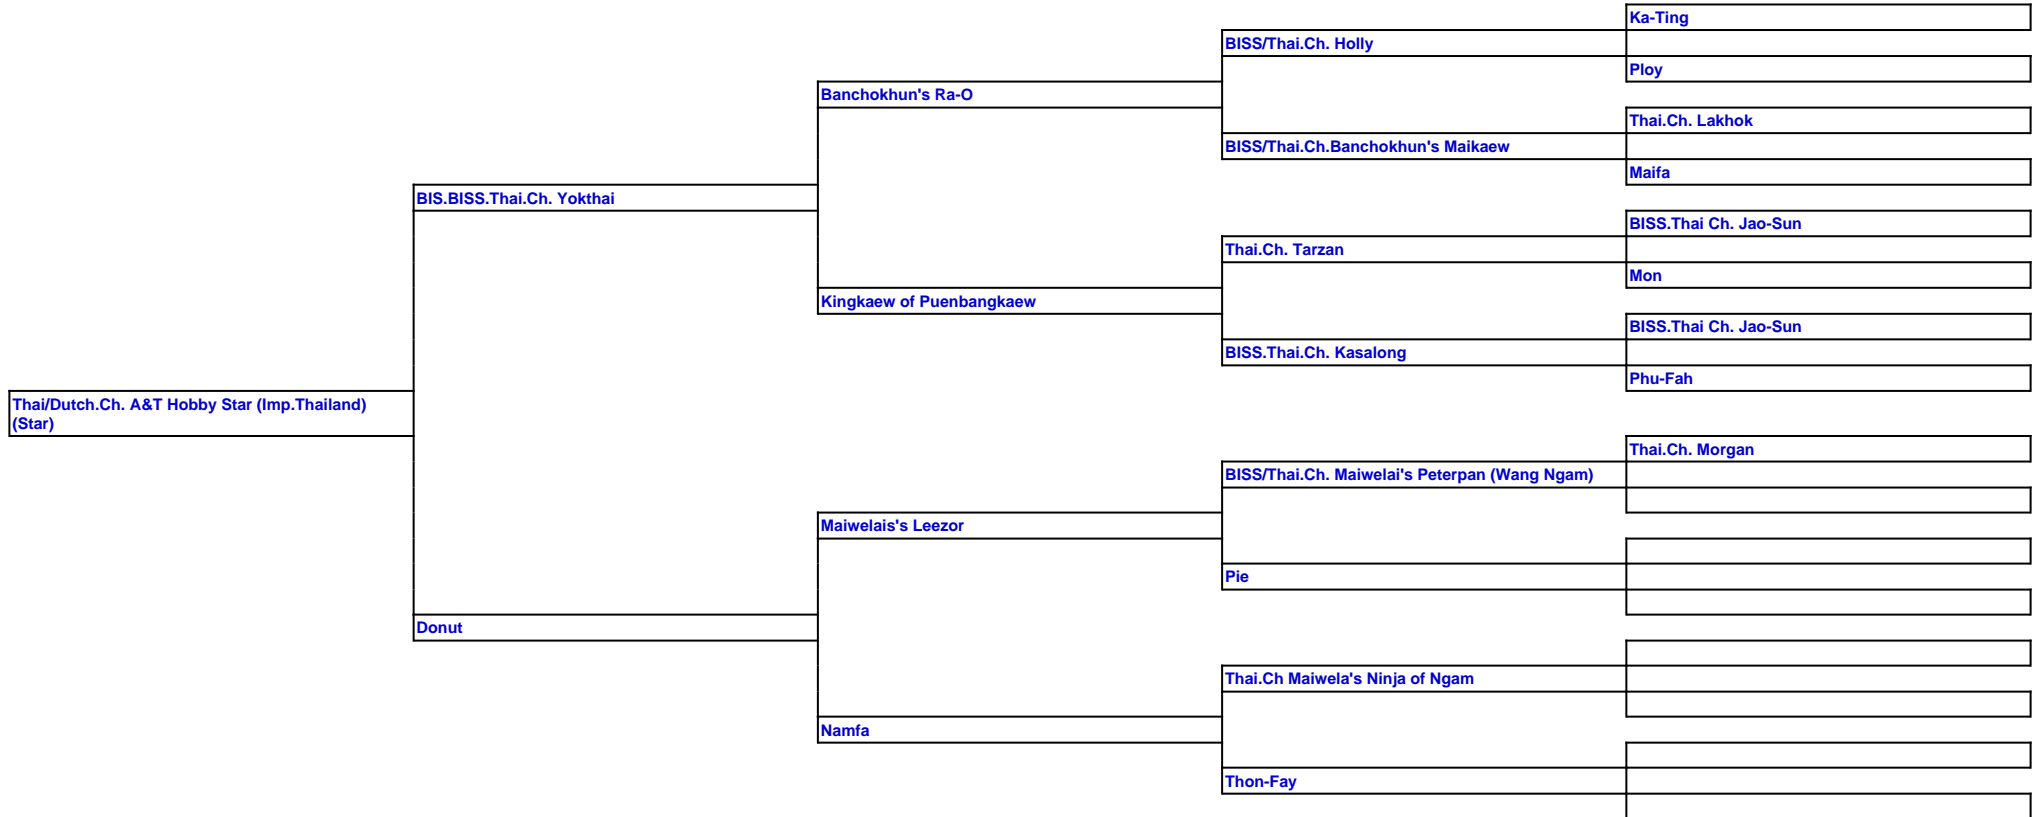 Ka-Ting
BISS/Thai.Ch. Holly
Ploy
Banchokhun's Ra-O
Thai.Ch. Lakhok
BISS/Thai.Ch.Banchokhun's Maikaew
Maifa
BIS.BISS.Thai.Ch. Yokthai
BISS.Thai Ch. Jao-Sun
Thai.Ch. Tarzan
Mon
Kingkaew of Puenbangkaew
BISS.Thai Ch. Jao-Sun
BISS.Thai.Ch. Kasalong
Phu-Fah
Thai/Dutch.Ch. A&T Hobby Star (Imp.Thailand)
(Star)
Thai.Ch. Morgan
BISS/Thai.Ch. Maiwelai's Peterpan (Wang Ngam)
Maiwelais's Leezor
Pie
Donut
Thai.Ch Maiwela's Ninja of Ngam
Namfa
Thon-Fay